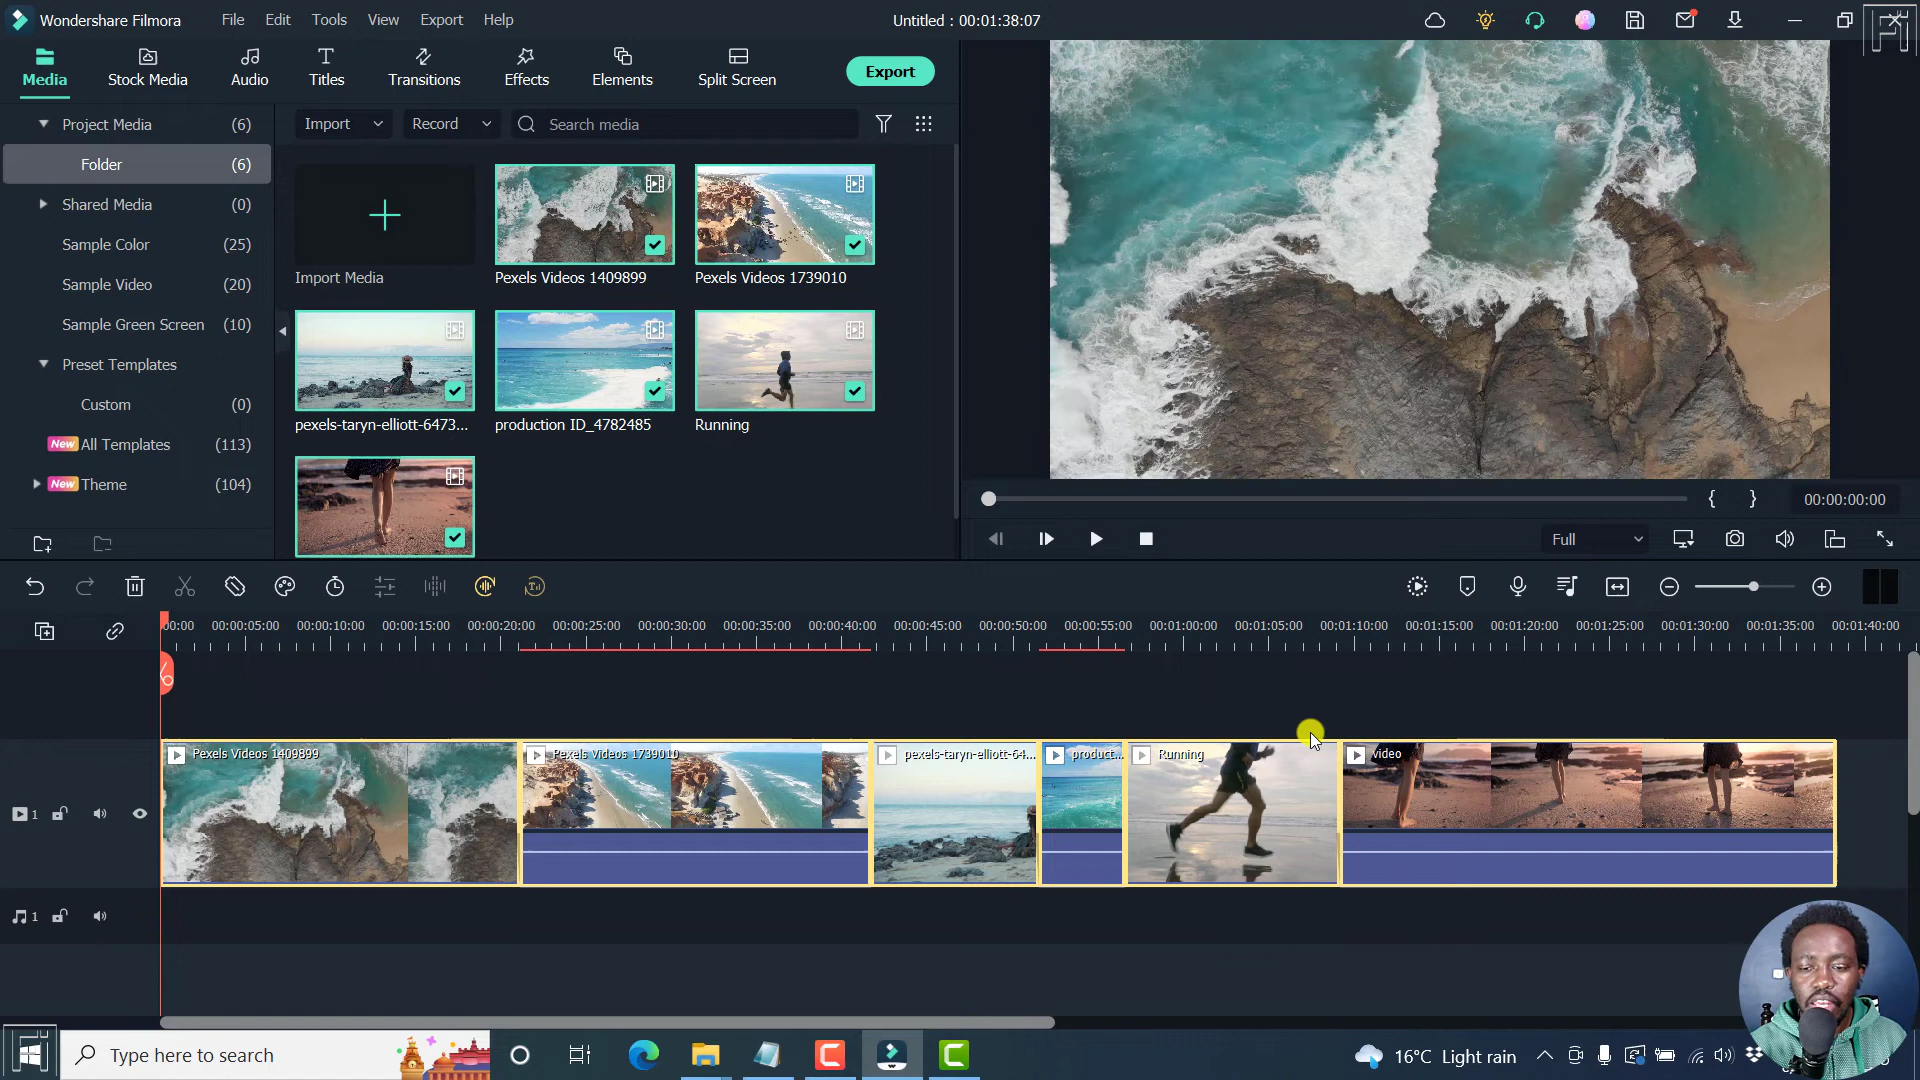 Wondershare Filmora File Edit Tools View Export Help Untitled : 00:01:38:07
Media Stock Media Audio Titles Transitions Effects Elements Split Screen Export
Project Media (6) Import Record Search media
Folder (6)
Shared Media (0)
Sample Color (25)
Import Media Pexels Videos 1409899 Pexels Videos 1739010
Sample Video (20)
Sample Green Screen (10)
Preset Templates
Custom (0)
pexels-taryn-elliott-6473... production ID_4782485 Running
New All Templates (113)
New Theme (104)
00:00:00:00
Full
00:00 00:00:05:00 00:00:10:00 00:00:15:00 00:00:20:00 00:00:25:00 00:00:30:00 00:00:35:00 00:00:40:00 00:00:45:00 00:00:50:00 00:00:55:00 00:01:00:00 00:01:05:00 00:01:10:00 00:01:15:00 00:01:20:00 00:01:25:00 00:01:30:00 00:01:35:00 00:01:40:00
Pexels Videos 1409899 Pexels Videos 1739010 pexels-taryn-elliott-64... product... Running video
1
1
Type here to search 16°C Light rain